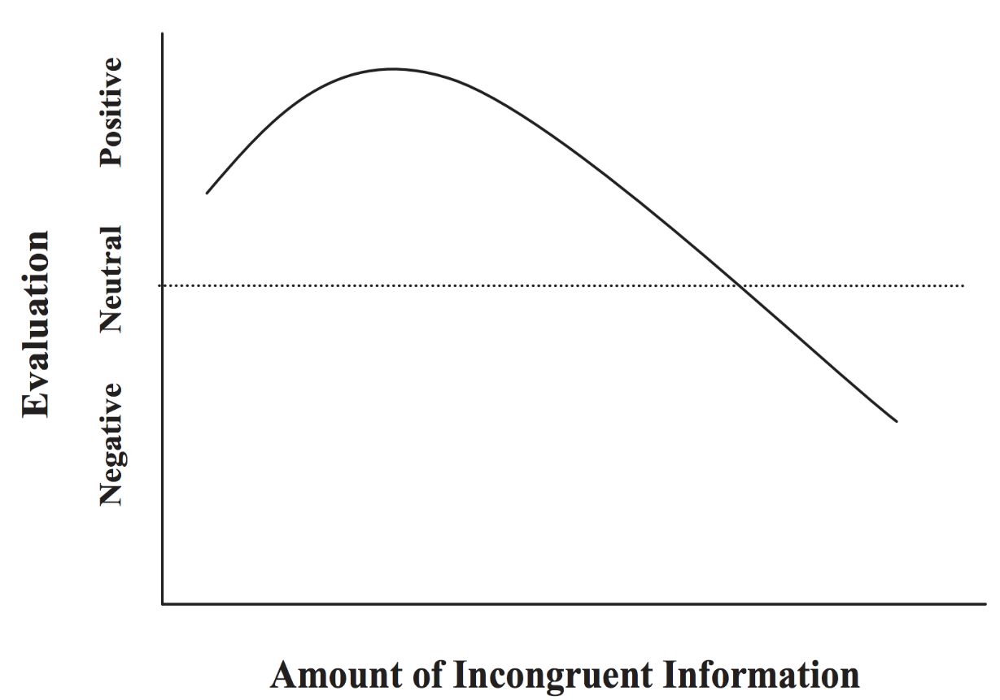 Evaluation
Positive
Neutral
Negative
Amount of Incongruent Information